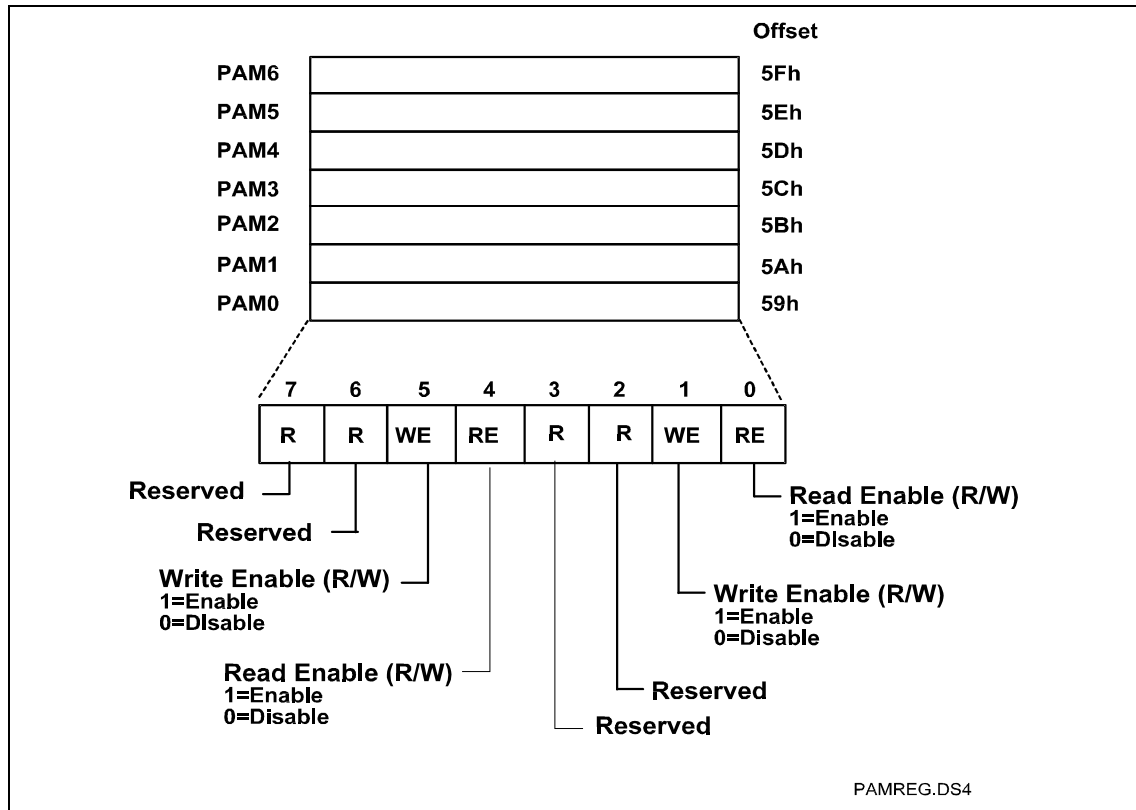 Offset
PAM6 5Fh
PAM5 5Eh
PAM4 5Dh
PAM3 5Ch
PAM2 5Bh
PAM1 5Ah
PAM0 59h
7 6 5 4 3 2 1 0
R R WE RE R R WE RE
Reserved
Reserved
Write Enable (R/W)
1=Enable
0=DIsable
Read Enable (R/W)
1=Enable
0=Disable
Reserved
Reserved
Write Enable (R/W)
1=Enable
0=Disable
Read Enable (R/W)
1=Enable
0=DIsable
PAMREG.DS4